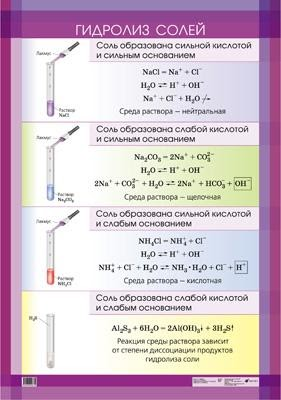 ГИДРОЛИЗ СОЛЕЙ
Соль образована сильной кислотой
и сильным основанием
Лакмус
Раствор
NaCl
NaCl = Na⁺ + Cl⁻
H₂O ⇌ H⁺ + OH⁻
Na⁺ + Cl⁻ + H₂O ⇌̸
Среда раствора – нейтральная
Соль образована слабой кислотой
и сильным основанием
Лакмус
Раствор
Na₂CO₃
Na₂CO₃ = 2Na⁺ + CO₃²⁻
H₂O ⇌ H⁺ + OH⁻
2Na⁺ + CO₃²⁻ + H₂O ⇌ 2Na⁺ + HCO₃⁻ + OH⁻
Среда раствора – щелочная
Соль образована сильной кислотой
и слабым основанием
Лакмус
Раствор
NH₄Cl
NH₄Cl = NH₄⁺ + Cl⁻
H₂O ⇌ H⁺ + OH⁻
NH₄⁺ + Cl⁻ + H₂O ⇌ NH₃·H₂O + Cl⁻ + H⁺
Среда раствора – кислотная
Соль образована слабой кислотой
и слабым основанием
H₂S
Al₂S₃ + 6H₂O = 2Al(OH)₃↓ + 3H₂S↑
Реакция среды раствора зависит
от степени диссоциации продуктов
гидролиза соли